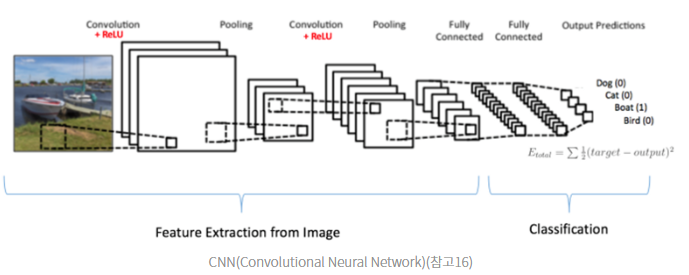 Convolution Pooling Convolution Pooling Fully Fully Output Predictions
+ ReLU + ReLU Connected Connected
Dog (0)
Cat (0)
Boat (1)
Bird (0)
E_{total} = ∑ ½(target − output)²
Feature Extraction from Image Classification
CNN(Convolutional Neural Network)(참고16)